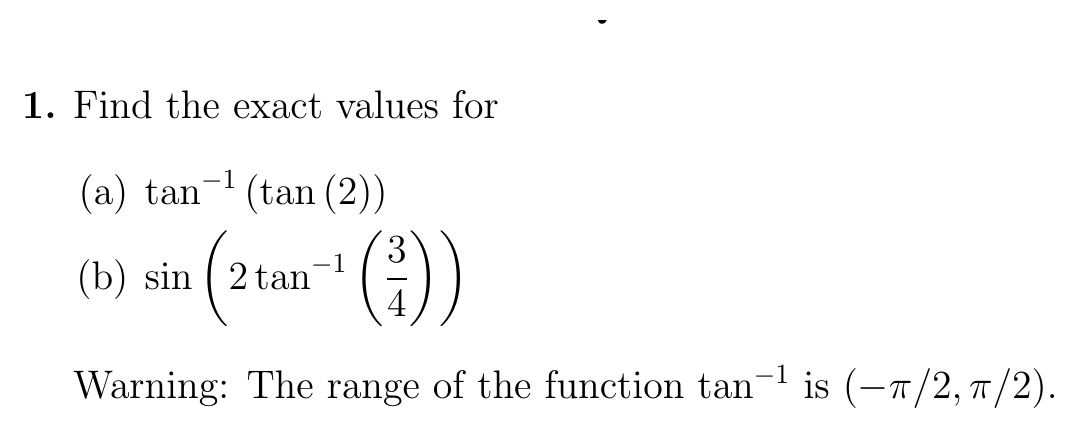 1. Find the exact values for
(a) tan⁻¹ (tan (2))
(b) sin (2 tan⁻¹ (3/4))
Warning: The range of the function tan⁻¹ is (−π/2, π/2).